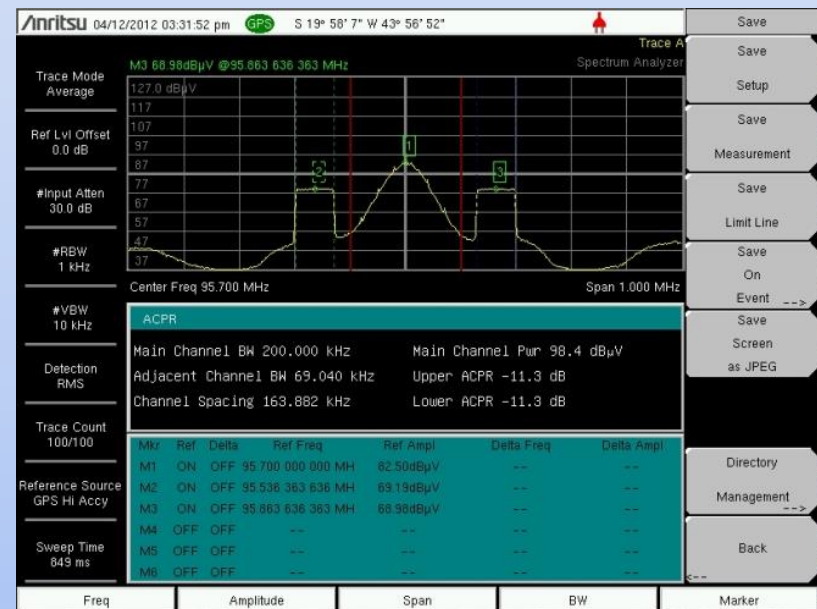 Anritsu 04/12/2012 03:31:52 pm GPS S 19° 58' 7" W 43° 56' 52"
Trace A
M3 68.98dBµV @95.863 636 363 MHz
Spectrum Analyzer
Trace Mode
Average
Ref Lvl Offset
0.0 dB
#Input Atten
30.0 dB
#RBW
1 kHz
#VBW
10 kHz
Detection
RMS
Trace Count
100/100
Reference Source
GPS Hi Accy
Sweep Time
849 ms
127.0 dBµV
117
107
97
87
77
67
57
47
37
1
2
3
Center Freq 95.700 MHz
Span 1.000 MHz
ACPR
Main Channel BW 200.000 kHz Main Channel Pwr 98.4 dBµV
Adjacent Channel BW 69.040 kHz Upper ACPR -11.3 dB
Channel Spacing 163.882 kHz Lower ACPR -11.3 dB
Mkr Ref Delta Ref Freq Ref Ampl Delta Freq Delta Ampl
M1 ON OFF 95.700 000 000 MH 82.50dBµV -- --
M2 ON OFF 95.536 363 636 MH 69.19dBµV -- --
M3 ON OFF 95.863 636 363 MH 68.98dBµV -- --
M4 OFF OFF -- -- -- --
M5 OFF OFF -- -- -- --
M6 OFF OFF -- -- -- --
Save
Save
Setup
Save
Measurement
Save
Limit Line
Save
On
Event -->
Save
Screen
as JPEG
Directory
Management
-->
Back
<--
Freq Amplitude Span BW Marker